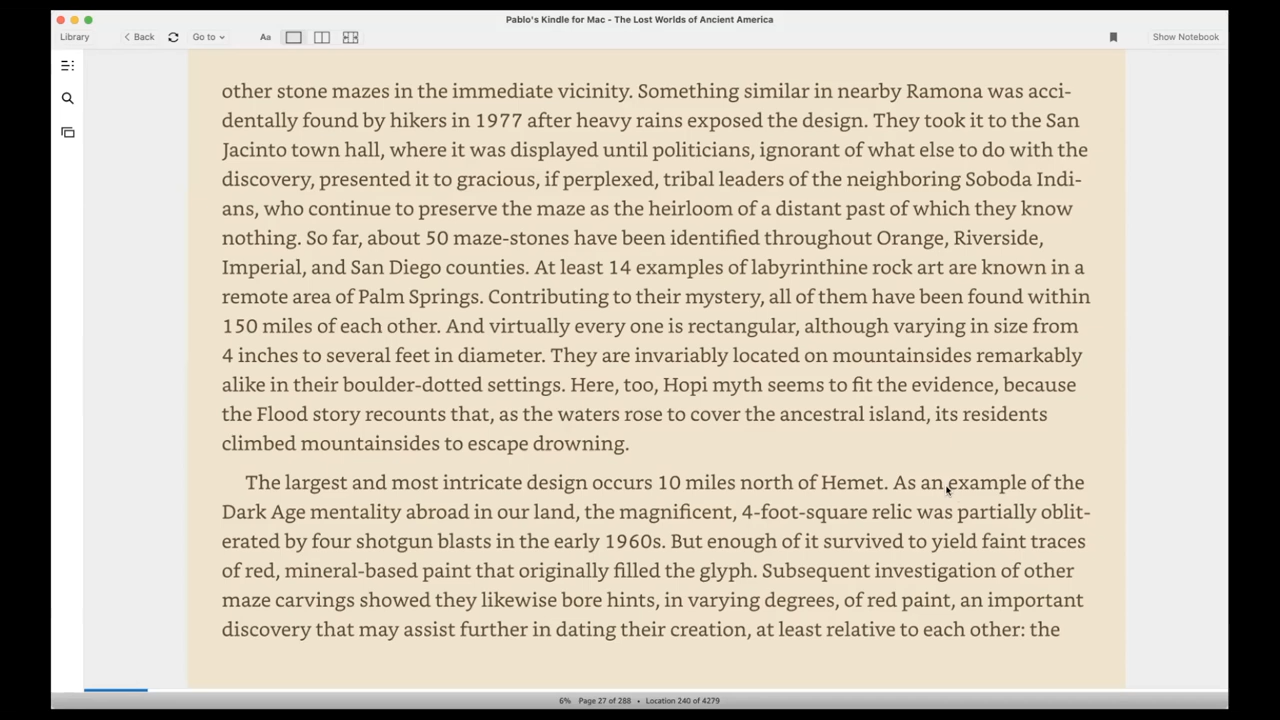 Pablo's Kindle for Mac - The Lost Worlds of Ancient America
Library
Back
Go to
Aa
Show Notebook
other stone mazes in the immediate vicinity. Something similar in nearby Ramona was acci-
dentally found by hikers in 1977 after heavy rains exposed the design. They took it to the San
Jacinto town hall, where it was displayed until politicians, ignorant of what else to do with the
discovery, presented it to gracious, if perplexed, tribal leaders of the neighboring Soboda Indi-
ans, who continue to preserve the maze as the heirloom of a distant past of which they know
nothing. So far, about 50 maze-stones have been identified throughout Orange, Riverside,
Imperial, and San Diego counties. At least 14 examples of labyrinthine rock art are known in a
remote area of Palm Springs. Contributing to their mystery, all of them have been found within
150 miles of each other. And virtually every one is rectangular, although varying in size from
4 inches to several feet in diameter. They are invariably located on mountainsides remarkably
alike in their boulder-dotted settings. Here, too, Hopi myth seems to fit the evidence, because
the Flood story recounts that, as the waters rose to cover the ancestral island, its residents
climbed mountainsides to escape drowning.
The largest and most intricate design occurs 10 miles north of Hemet. As an example of the
Dark Age mentality abroad in our land, the magnificent, 4-foot-square relic was partially oblit-
erated by four shotgun blasts in the early 1960s. But enough of it survived to yield faint traces
of red, mineral-based paint that originally filled the glyph. Subsequent investigation of other
maze carvings showed they likewise bore hints, in varying degrees, of red paint, an important
discovery that may assist further in dating their creation, at least relative to each other: the
6% Page 27 of 288 • Location 240 of 4279